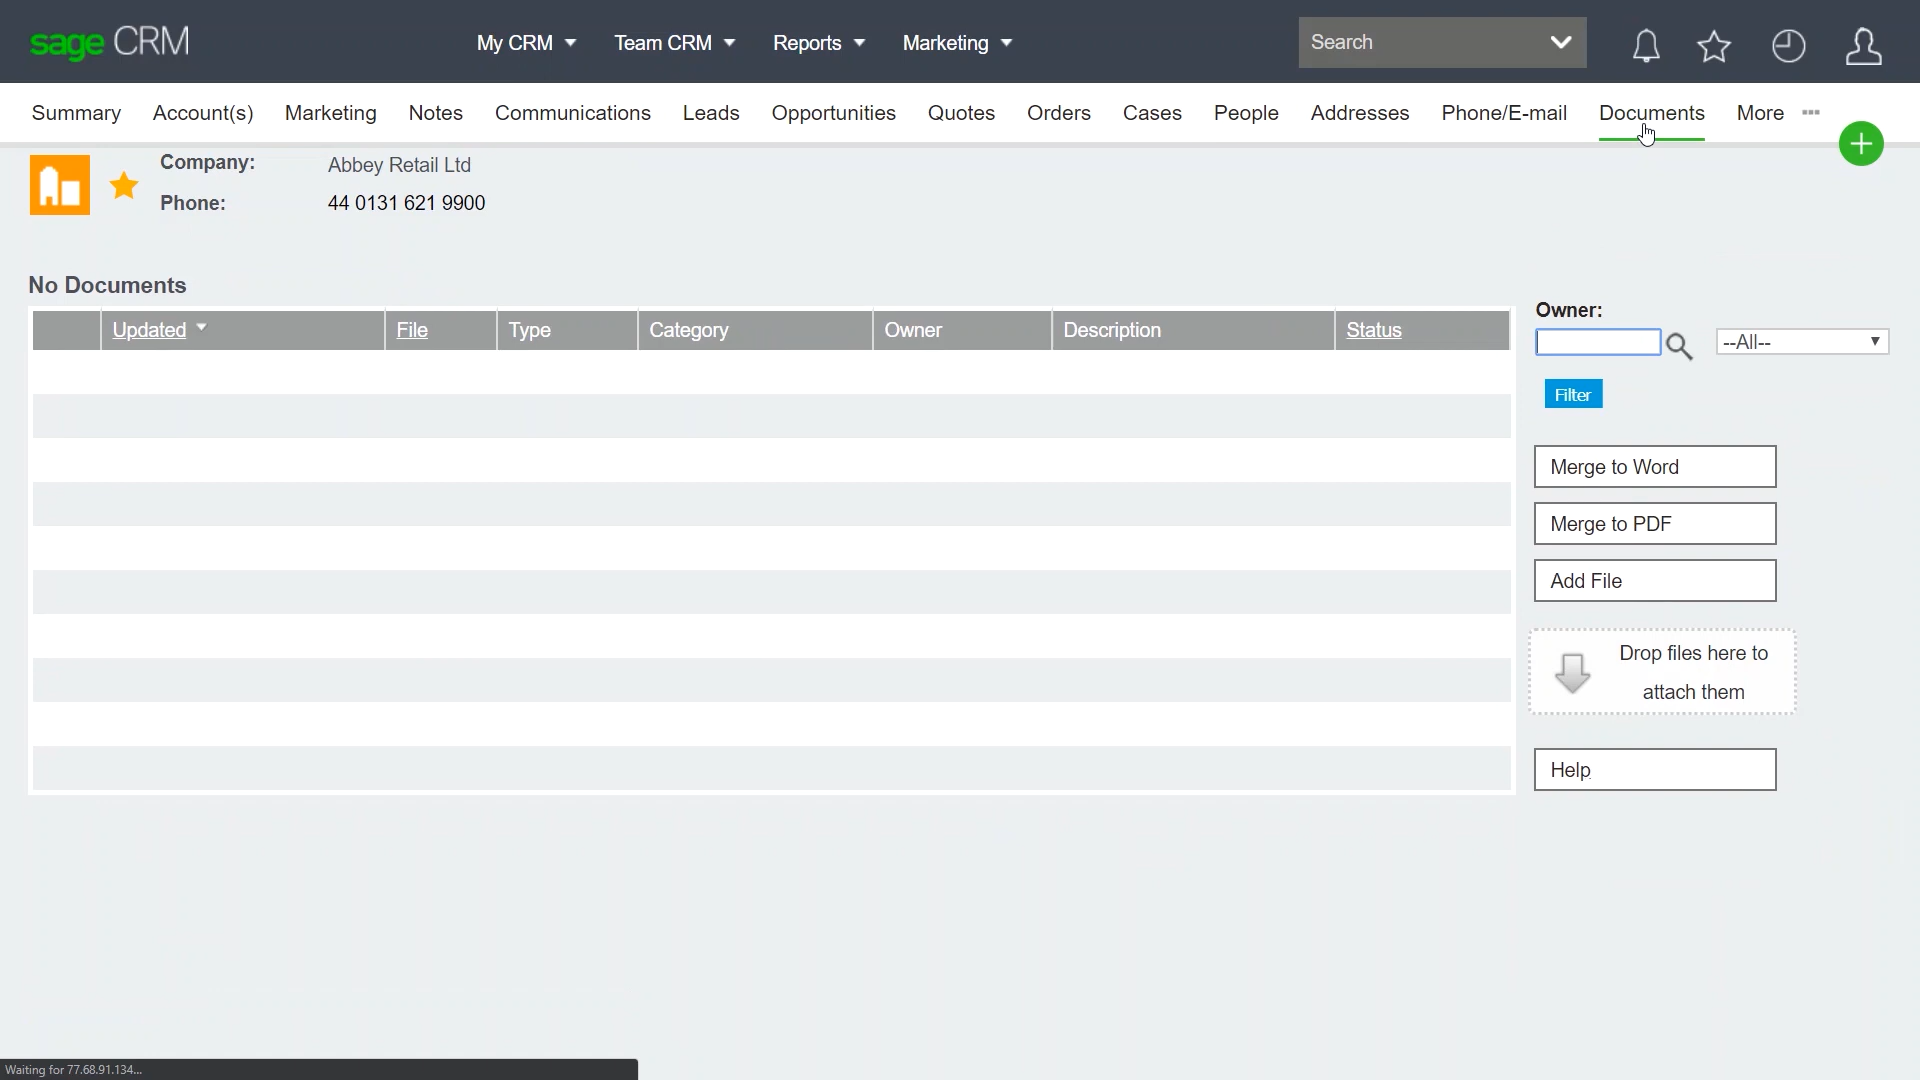 sage CRM
My CRM Team CRM Reports Marketing Search
Summary Account(s) Marketing Notes Communications Leads Opportunities Quotes Orders Cases People Addresses Phone/E-mail Documents More
Company: Abbey Retail Ltd
Phone: 44 0131 621 9900
No Documents
Updated File Type Category Owner Description Status
Owner:
--All--
Filter
Merge to Word
Merge to PDF
Add File
Drop files here to
attach them
Help
Waiting for 77.68.91.134...